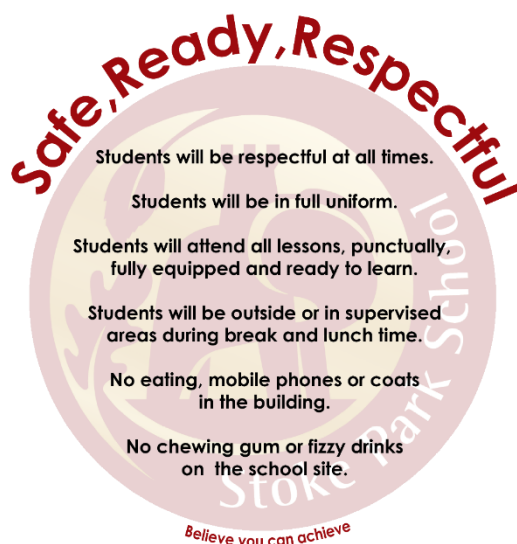 Safe,Ready,Respectful
Students will be respectful at all times.
Students will be in full uniform.
Students will attend all lessons, punctually,
fully equipped and ready to learn.
Students will be outside or in supervised
areas during break and lunch time.
No eating, mobile phones or coats
in the building.
No chewing gum or fizzy drinks
on the school site.
Stoke Park School
Believe you can achieve